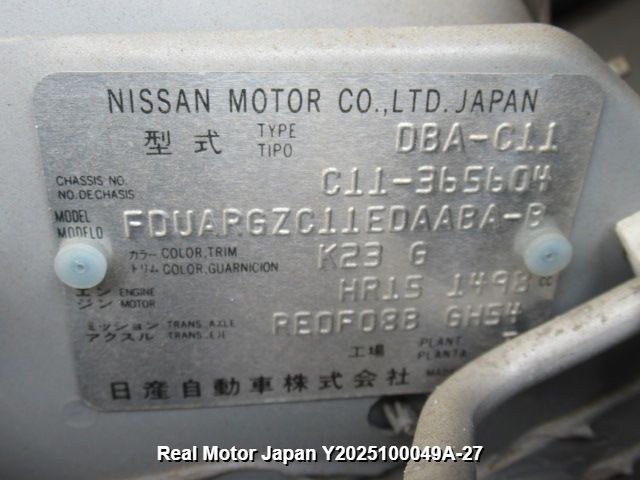 NISSAN MOTOR CO.,LTD. JAPAN
型式 TYPE TIPO DBA-C11
CHASSIS NO. NO. DE CHASIS C11-365604
MODEL MODELO FDUARGZC11EDAABA-B
カラー COLOR,TRIM トリム COLOR,GUARNICION K23 G
エンジン ENGINE MOTOR HR15 1498 cc
ミッション TRANS.,AXLE アクスル TRANS.,EJE RE0F08B GH54
工場 PLANT PLANTA
日産自動車株式会社
Real Motor Japan Y2025100049A-27